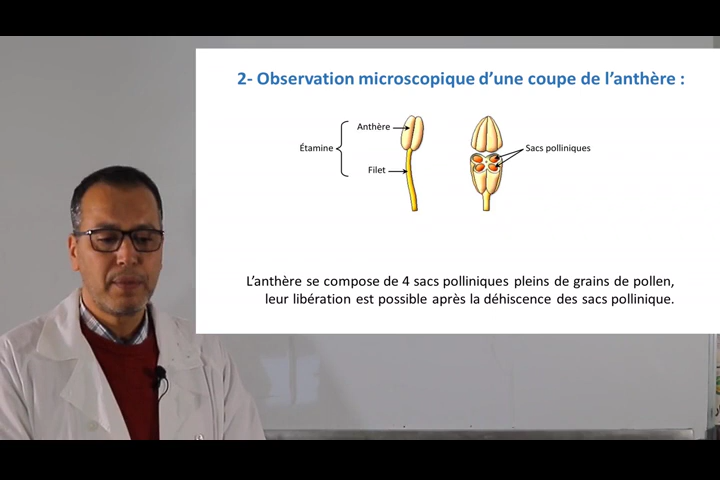 2- Observation microscopique d'une coupe de l'anthère :
Anthère
Étamine
Sacs polliniques
Filet
L'anthère se compose de 4 sacs polliniques pleins de grains de pollen,
leur libération est possible après la déhiscence des sacs pollinique.